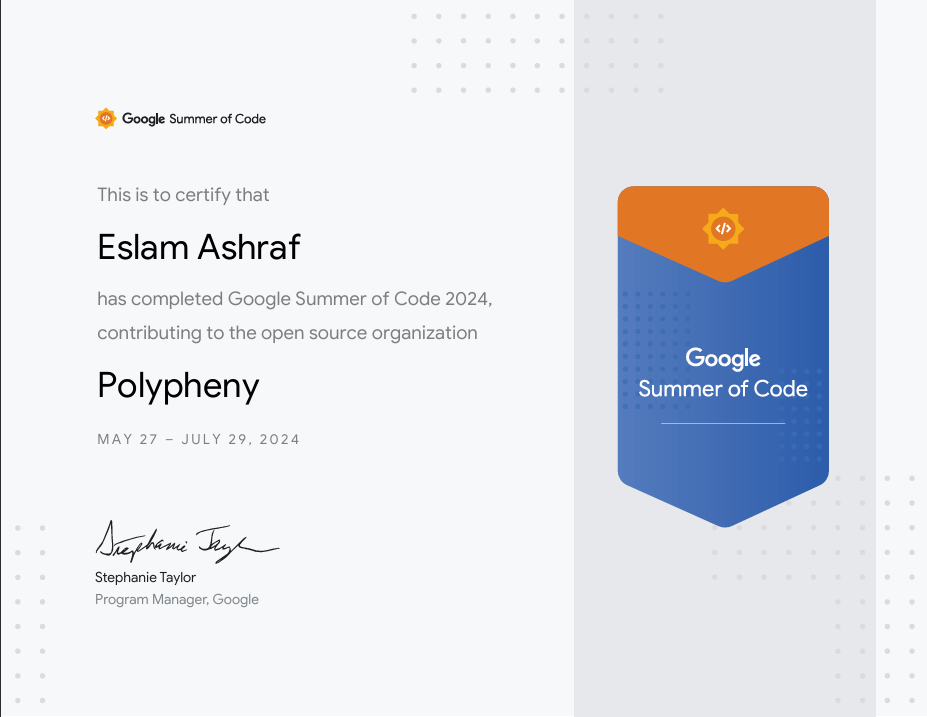 Google Summer of Code
This is to certify that
Eslam Ashraf
has completed Google Summer of Code 2024,
contributing to the open source organization
Polypheny
MAY 27 – JULY 29, 2024
Stephanie Taylor
Stephanie Taylor
Program Manager, Google
</>
Google
Summer of Code